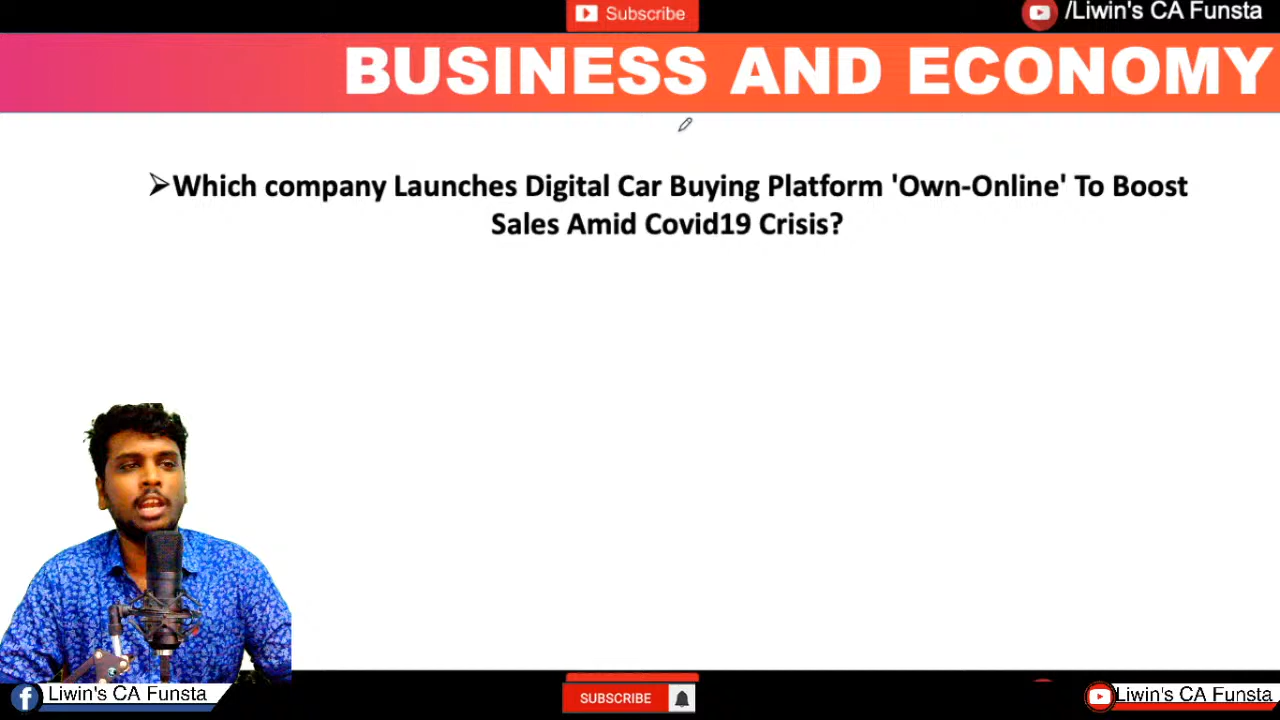 Subscribe
/Liwin's CA Funsta
BUSINESS AND ECONOMY
➢Which company Launches Digital Car Buying Platform 'Own-Online' To Boost
Sales Amid Covid19 Crisis?
Liwin's CA Funsta
SUBSCRIBE
Liwin's CA Funsta